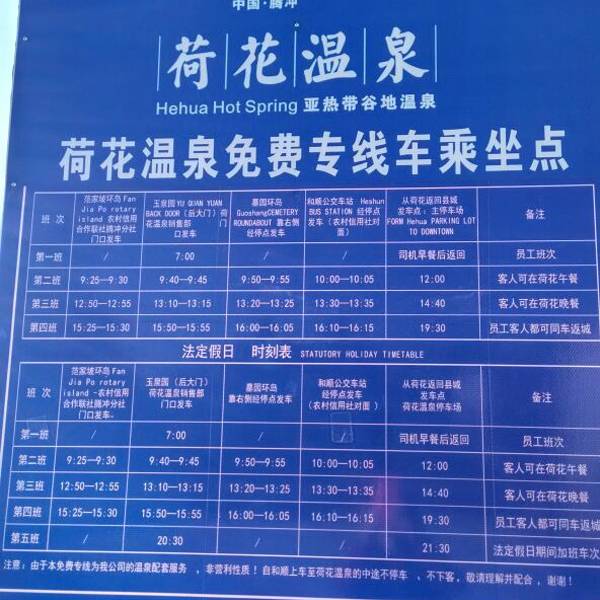 中国·腾冲
荷花温泉
Hehua Hot Spring 亚热带谷地温泉
荷花温泉免费专线车乘坐点
班 次 范家坡环岛 Fan Jia Po rotary island -农村信用合作联社腾冲分社门口发车 玉泉园YU QUAN YUAN BACK DOOR (后大门)荷花温泉销售部门口发车 墓园环岛 GuoshangCEMETERY ROUNDABOUT 靠右侧经停点发车 和顺公交车站 Heshun BUS STATION 经停点发车(农村信用社对面) 从荷花返回县城发车点:主停车场 FORM Hehua PARKING LOT TO DOWNTOWN 备注
第一班 / 7:00 / / 司机早餐后返回 员工班次
第二班 9:25—9:30 9:40—9:45 9:50—9:55 10:00—10:05 12:00 客人可在荷花午餐
第三班 12:50—12:55 13:10—13:15 13:20—13:25 13:30—13:35 14:40 客人可在荷花晚餐
第四班 15:25—15:30 15:50—15:55 16:00—16:05 16:10—16:15 19:30 员工客人都可同车返城
法定假日 时刻表 STATUTORY HOLIDAY TIMETABLE
班 次 范家坡环岛 Fan Jia Po rotary island -农村信用合作联社腾冲分社门口发车。 玉泉园(后大门)荷花温泉销售部门口发车 墓园环岛靠右侧经停点发车 和顺公交车站经停点发车(农村信用社对面) 从荷花返回县城发车点荷花温泉停车场 备注
第一班 / 7:00 / / 司机早餐后返回 员工班次
第二班 9:25—9:30 9:40—9:45 9:50—9:55 10:00—10:05 12:00 客人可在荷花午餐
第三班 12:50—12:55 13:10—13:15 13:20—13:25 13:30—13:35 14:40 客人可在荷花晚餐
第四班 15:25—15:30 15:50—15:55 16:00—16:05 16:10—16:15 19:30 员工客人都可同车返城
第五班 / 20:30 / / 21:30 法定假日期间加班车次
注意:由于本免费专线为我公司的温泉配套服务 ,非营利性质!自和顺上车至荷花温泉的中途不停车 、不下客,敬请理解并配合,谢谢!